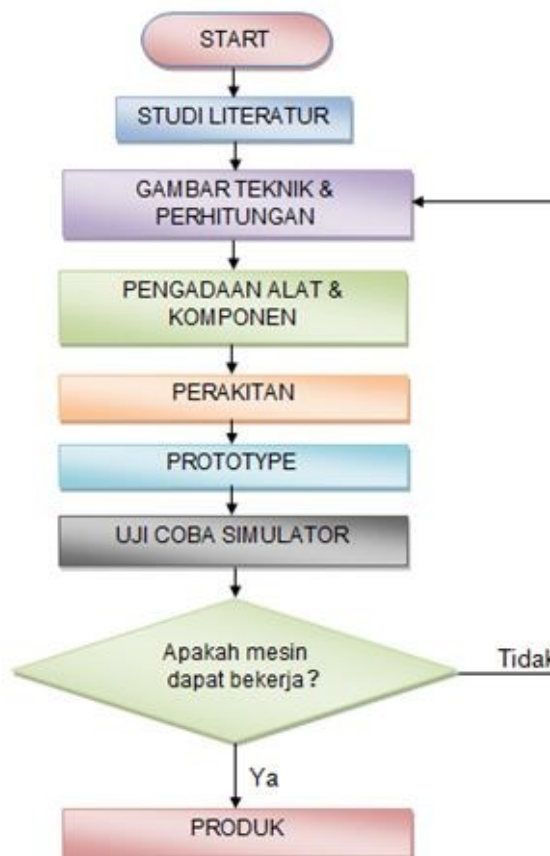 START
STUDI LITERATUR
GAMBAR TEKNIK &
PERHITUNGAN
PENGADAAN ALAT &
KOMPONEN
PERAKITAN
PROTOTYPE
UJI COBA SIMULATOR
Apakah mesin
dapat bekerja?
Tidak
Ya
PRODUK